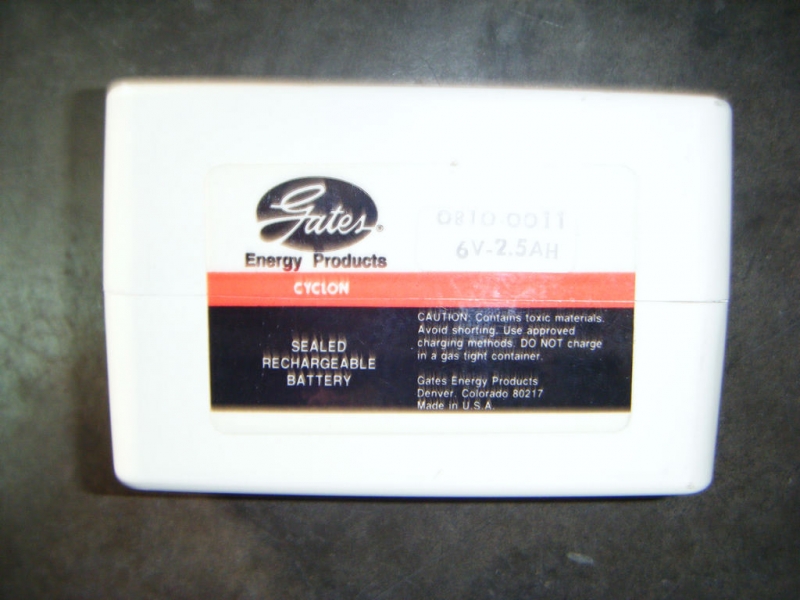 Gates®
Energy Products
0810-0011
6V-2.5AH
CYCLON
SEALED
RECHARGEABLE
BATTERY
CAUTION: Contains toxic materials.
Avoid shorting. Use approved
charging methods. DO NOT charge
in a gas tight container.
Gates Energy Products
Denver, Colorado 80217
Made in U.S.A.